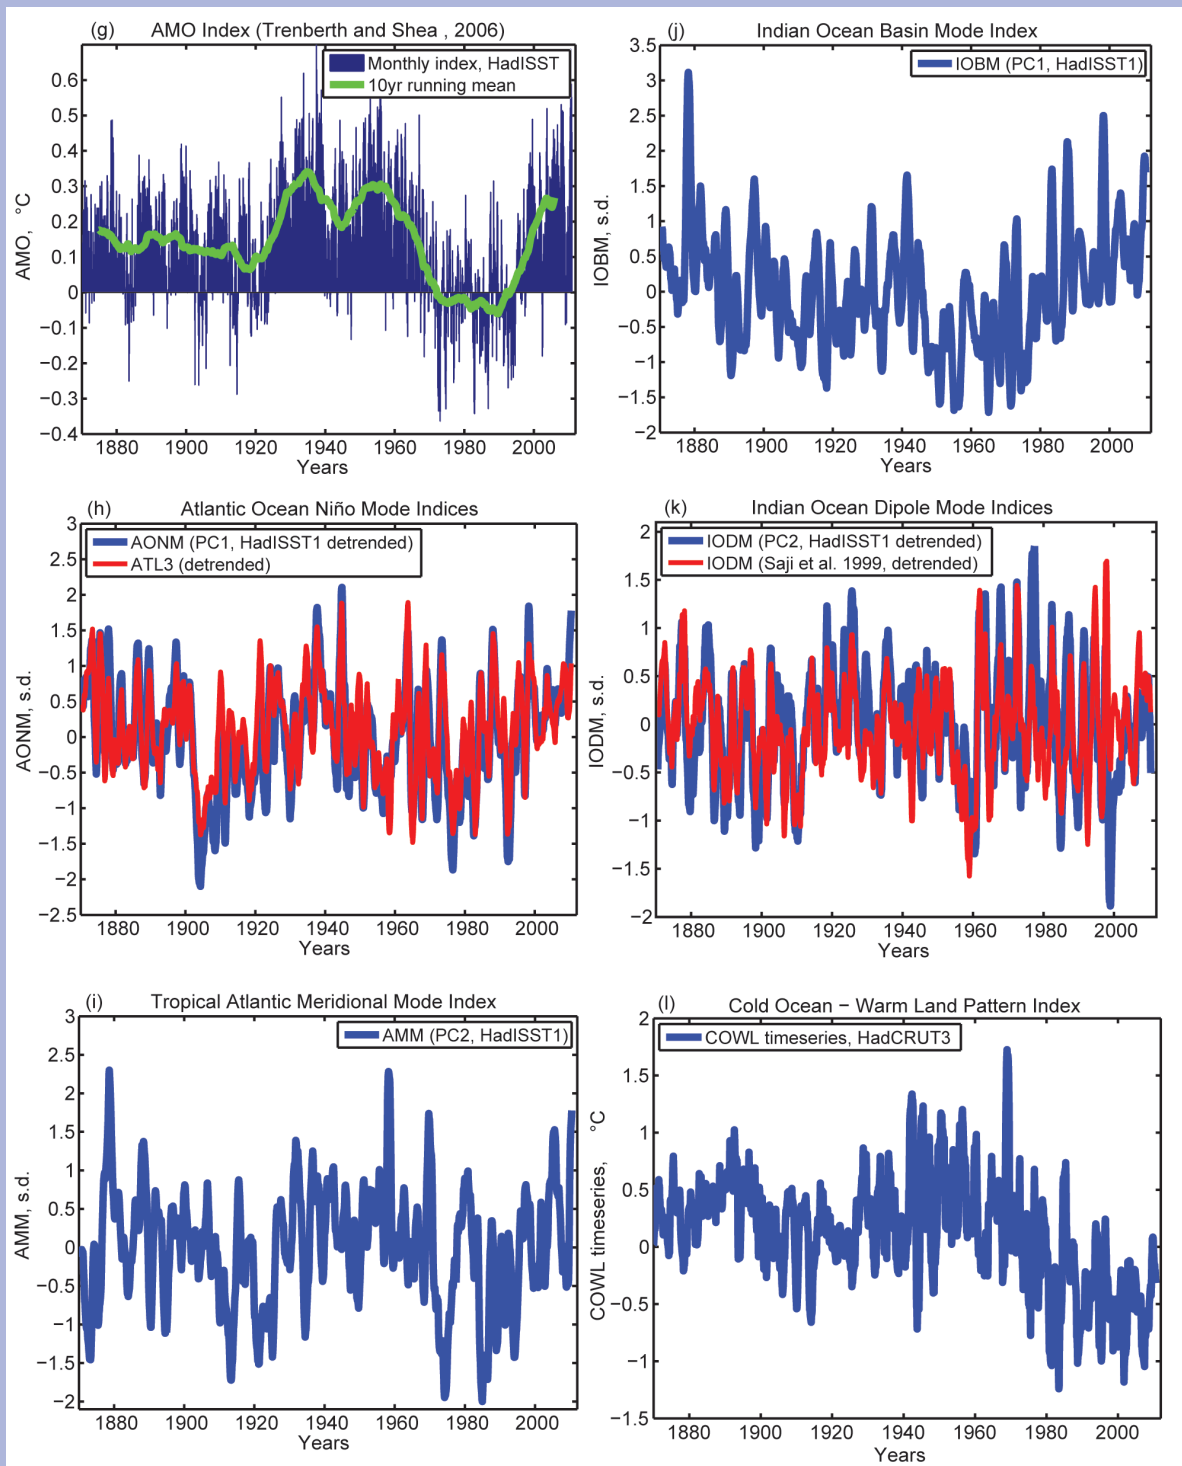 (g) AMO Index (Trenberth and Shea , 2006)
Monthly index, HadISST
10yr running mean
AMO, °C
0.6
0.5
0.4
0.3
0.2
0.1
0
−0.1
−0.2
−0.3
−0.4
1880 1900 1920 1940 1960 1980 2000
Years
(j) Indian Ocean Basin Mode Index
IOBM (PC1, HadISST1)
IOBM, s.d.
3.5
3
2.5
2
1.5
1
0.5
0
−0.5
−1
−1.5
−2
1880 1900 1920 1940 1960 1980 2000
Years
(h) Atlantic Ocean Niño Mode Indices
AONM (PC1, HadISST1 detrended)
ATL3 (detrended)
AONM, s.d.
3
2.5
2
1.5
1
0.5
0
−0.5
−1
−1.5
−2
−2.5
1880 1900 1920 1940 1960 1980 2000
Years
(k) Indian Ocean Dipole Mode Indices
IODM (PC2, HadISST1 detrended)
IODM (Saji et al. 1999, detrended)
IODM, s.d.
2
1.5
1
0.5
0
−0.5
−1
−1.5
−2
1880 1900 1920 1940 1960 1980 2000
Years
(i) Tropical Atlantic Meridional Mode Index
AMM (PC2, HadISST1)
AMM, s.d.
3
2.5
2
1.5
1
0.5
0
−0.5
−1
−1.5
−2
1880 1900 1920 1940 1960 1980 2000
Years
(l) Cold Ocean − Warm Land Pattern Index
COWL timeseries, HadCRUT3
COWL timeseries, °C
2
1.5
1
0.5
0
−0.5
−1
−1.5
1880 1900 1920 1940 1960 1980 2000
Years